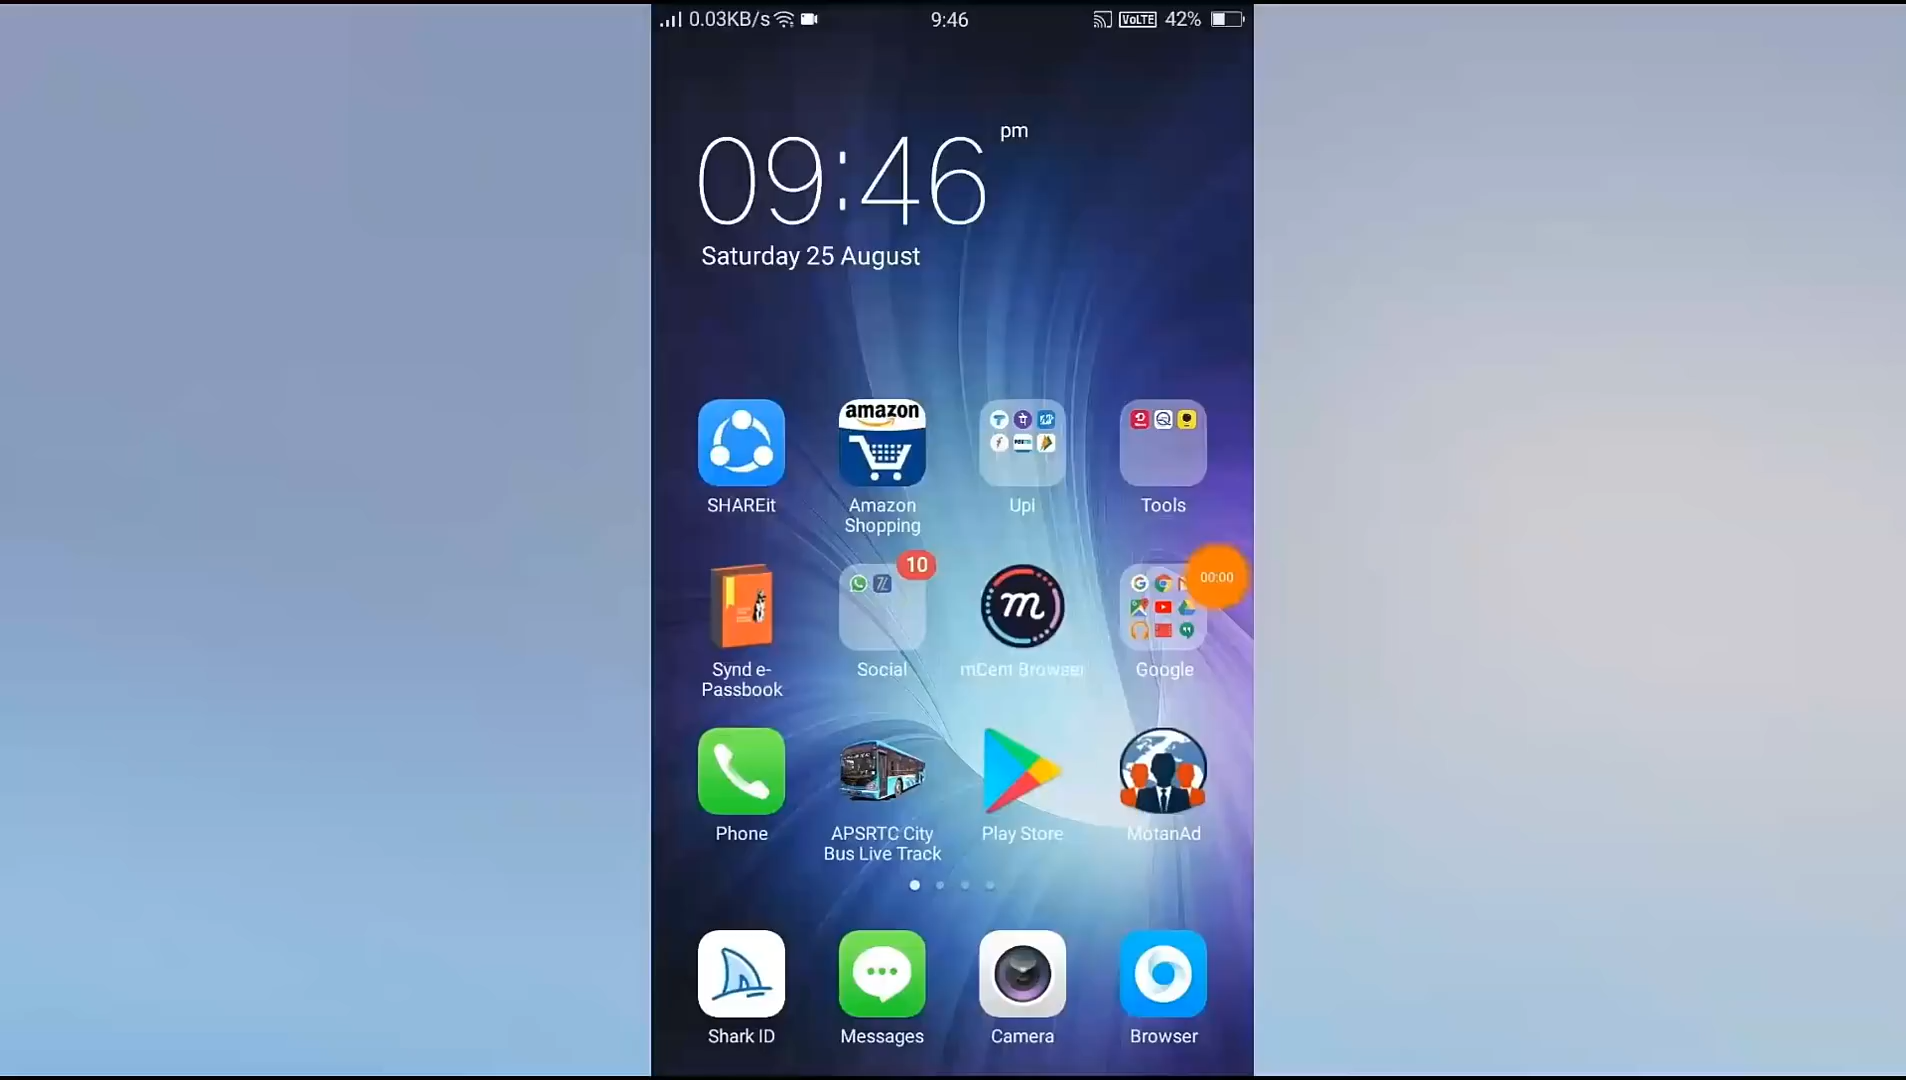 0.03KB/s
9:46
VoLTE
42%
09:46
pm
Saturday 25 August
amazon
SHAREit
Amazon
Shopping
Upi
Tools
10
00:00
m
Synd e-
Passbook
Social
mCent Browser
Google
Phone
APSRTC City
Bus Live Track
Play Store
MotanAd
Shark ID
Messages
Camera
Browser